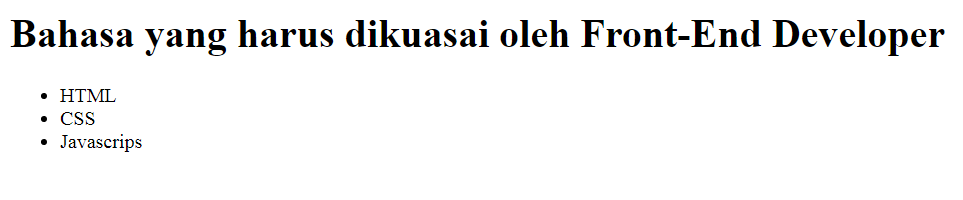 Bahasa yang harus dikuasai oleh Front-End Developer
HTML
CSS
Javascrips